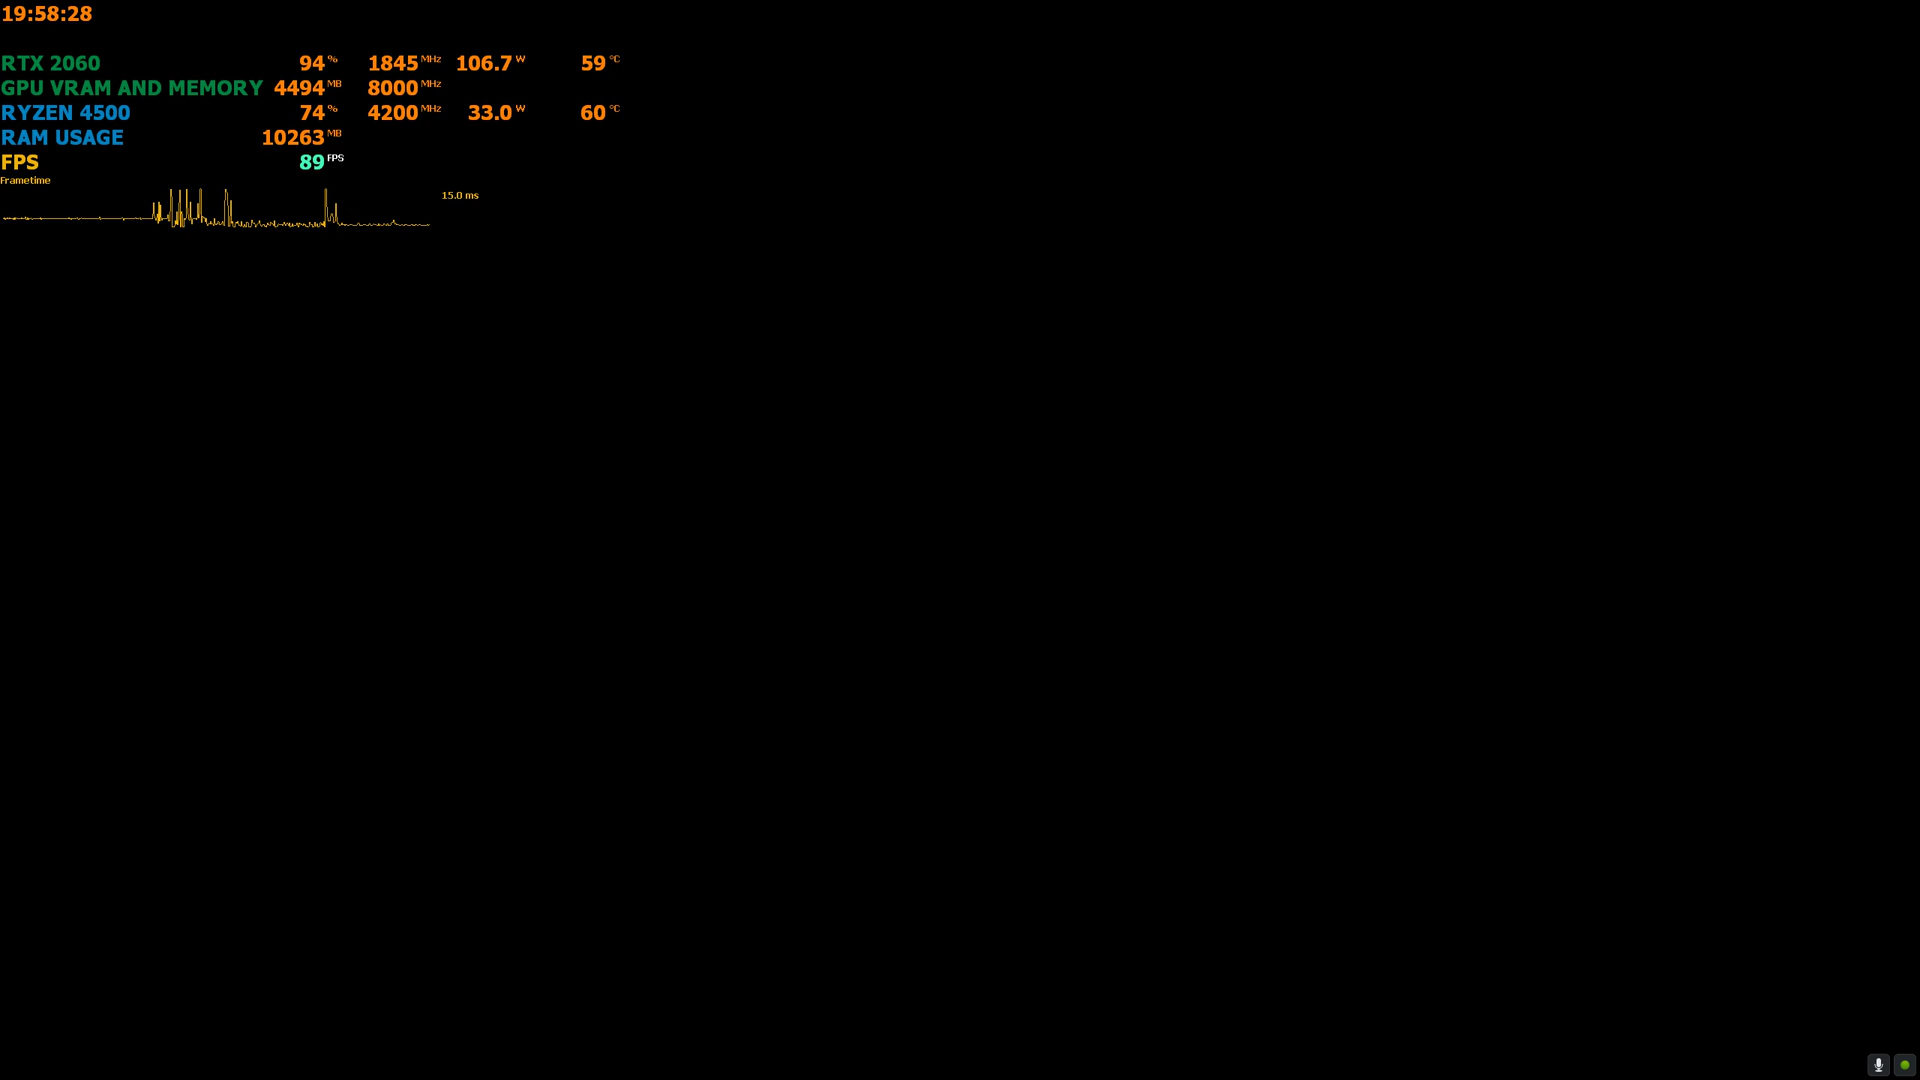 19:58:28
RTX 2060 94 % 1845 MHz 106.7 W 59 °C
GPU VRAM AND MEMORY 4494 MB 8000 MHz
RYZEN 4500 74 % 4200 MHz 33.0 W 60 °C
RAM USAGE 10263 MB
FPS 89 FPS
Frametime
15.0 ms